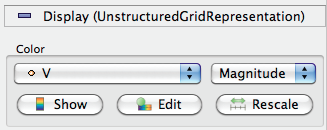 Display (UnstructuredGridRepresentation)
Color
V Magnitude
Show Edit Rescale